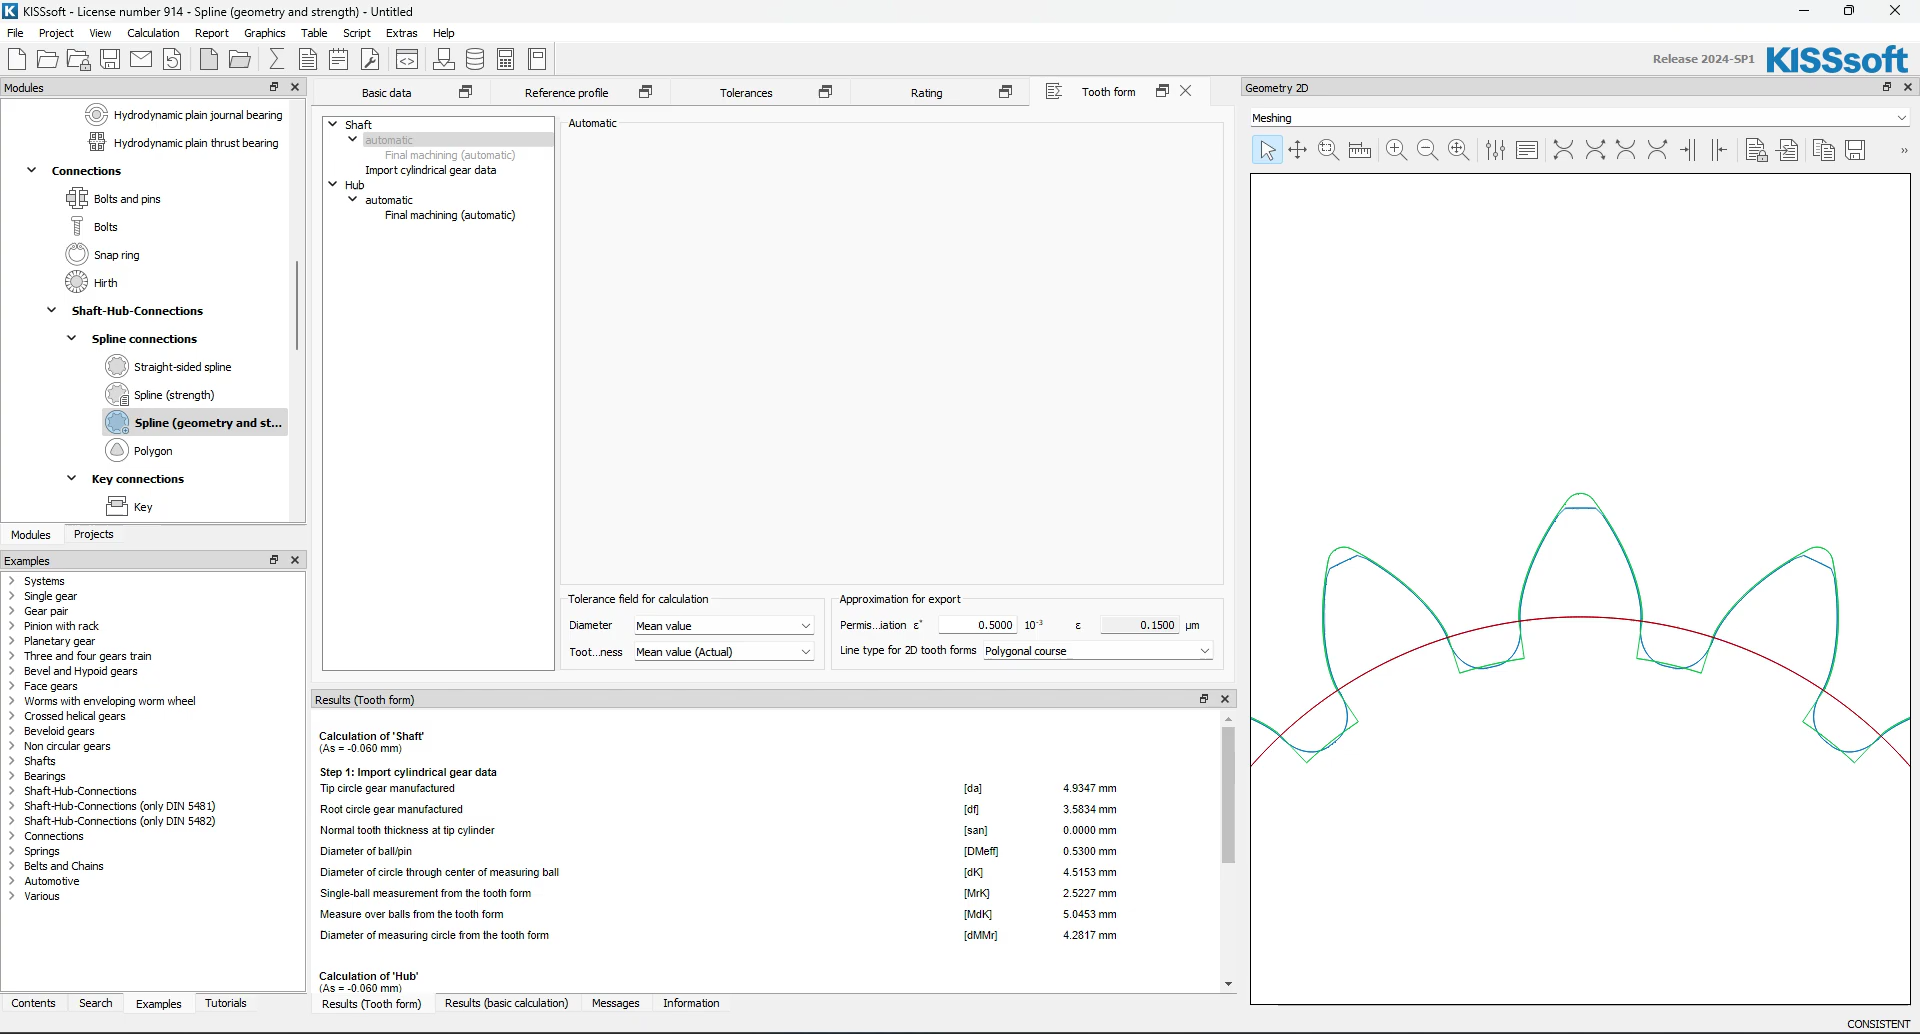 KISSsoft - License number 914 - Spline (geometry and strength) - Untitled
File Project View Calculation Report Graphics Table Script Extras Help
Release 2024-SP1 KISSsoft
Modules
Hydrodynamic plain journal bearing
Hydrodynamic plain thrust bearing
Connections
Bolts and pins
Bolts
Snap ring
Hirth
Shaft-Hub-Connections
Spline connections
Straight-sided spline
Spline (strength)
Spline (geometry and st...
Polygon
Key connections
Key
Modules Projects
Examples
Systems
Single gear
Gear pair
Pinion with rack
Planetary gear
Three and four gears train
Bevel and Hypoid gears
Face gears
Worms with enveloping worm wheel
Crossed helical gears
Beveloid gears
Non circular gears
Shafts
Bearings
Shaft-Hub-Connections
Shaft-Hub-Connections (only DIN 5481)
Shaft-Hub-Connections (only DIN 5482)
Connections
Springs
Belts and Chains
Automotive
Various
Contents Search Examples Tutorials
Basic data Reference profile Tolerances Rating Tooth form
Shaft
automatic
Final machining (automatic)
Import cylindrical gear data
Hub
automatic
Final machining (automatic)
Automatic
Tolerance field for calculation
Diameter Mean value
Toot...ness Mean value (Actual)
Approximation for export
Permis...iation ε* 0.5000 10-3 ε 0.1500 μm
Line type for 2D tooth forms Polygonal course
Results (Tooth form)
Calculation of 'Shaft'
(As = -0.060 mm)
Step 1: Import cylindrical gear data
Tip circle gear manufactured [da] 4.9347 mm
Root circle gear manufactured [df] 3.5834 mm
Normal tooth thickness at tip cylinder [san] 0.0000 mm
Diameter of ball/pin [DMeff] 0.5300 mm
Diameter of circle through center of measuring ball [dK] 4.5153 mm
Single-ball measurement from the tooth form [MrK] 2.5227 mm
Measure over balls from the tooth form [MdK] 5.0453 mm
Diameter of measuring circle from the tooth form [dMMr] 4.2817 mm
Calculation of 'Hub'
(As = -0.060 mm)
Results (Tooth form) Results (basic calculation) Messages Information
Geometry 2D
Meshing
CONSISTENT